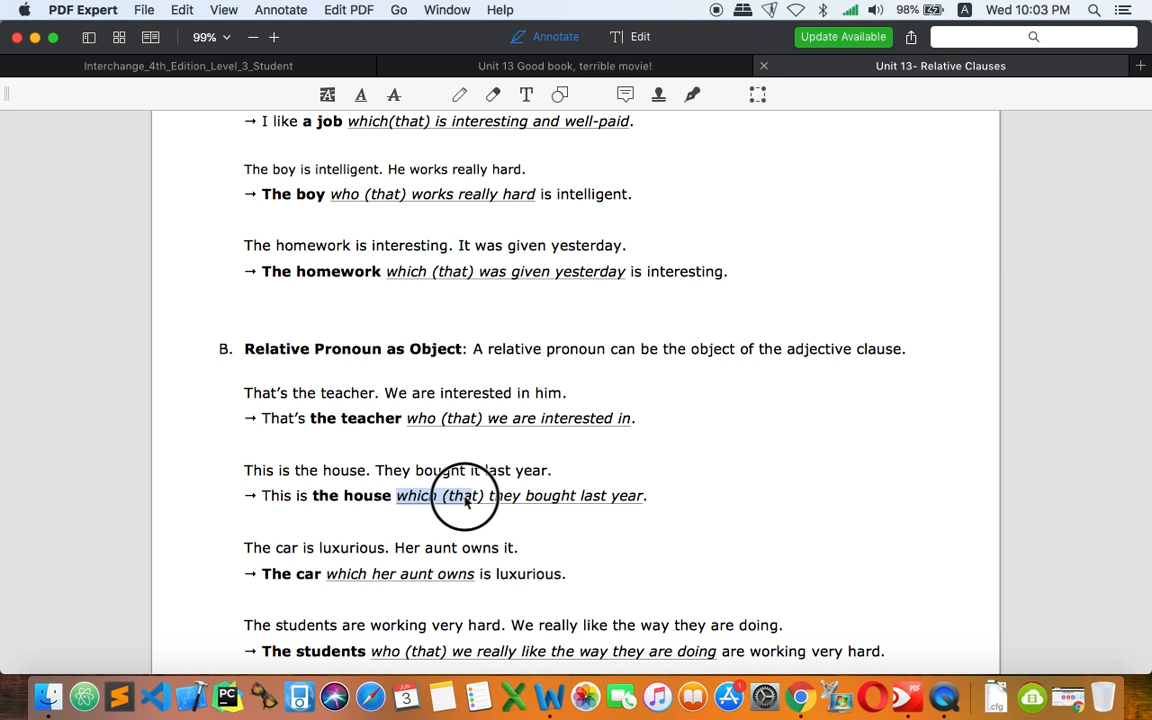 PDF Expert File Edit View Annotate Edit PDF Go Window Help 98% A Wed 10:03 PM
99% Annotate T Edit Update Available
Interchange_4th_Edition_Level_3_Student Unit 13 Good book, terrible movie! Unit 13- Relative Clauses
→ I like a job which(that) is interesting and well-paid.
The boy is intelligent. He works really hard.
→ The boy who (that) works really hard is intelligent.
The homework is interesting. It was given yesterday.
→ The homework which (that) was given yesterday is interesting.
B. Relative Pronoun as Object: A relative pronoun can be the object of the adjective clause.
That's the teacher. We are interested in him.
→ That's the teacher who (that) we are interested in.
This is the house. They bought it last year.
→ This is the house which (that) they bought last year.
The car is luxurious. Her aunt owns it.
→ The car which her aunt owns is luxurious.
The students are working very hard. We really like the way they are doing.
→ The students who (that) we really like the way they are doing are working very hard.
JUN
3
PC
PDF
1
.cfg